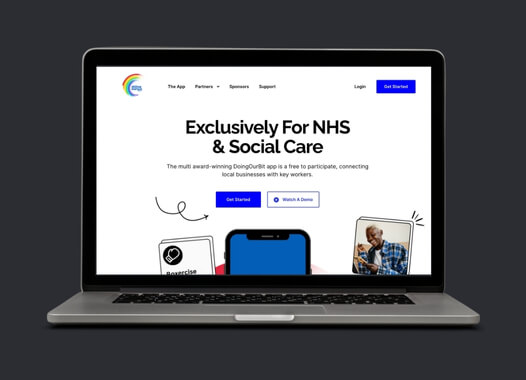 The App Partners Sponsors Support Login Get Started
Exclusively For NHS
& Social Care
The multi award-winning DoingOurBit app is a free to participate, connecting
local businesses with key workers.
Get Started Watch A Demo
Boxercise